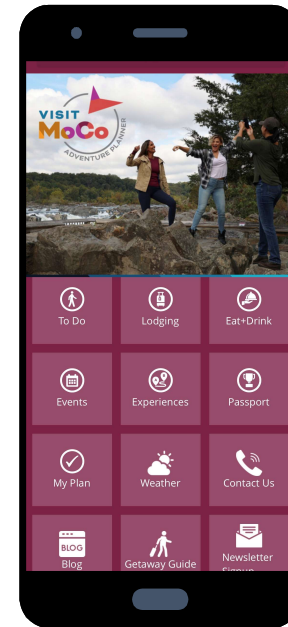 VISIT
MoCo
ADVENTURE PLANNER
To Do
Lodging
Eat+Drink
Events
Experiences
Passport
My Plan
Weather
Contact Us
BLOG
Blog
Getaway Guide
Newsletter
Signup